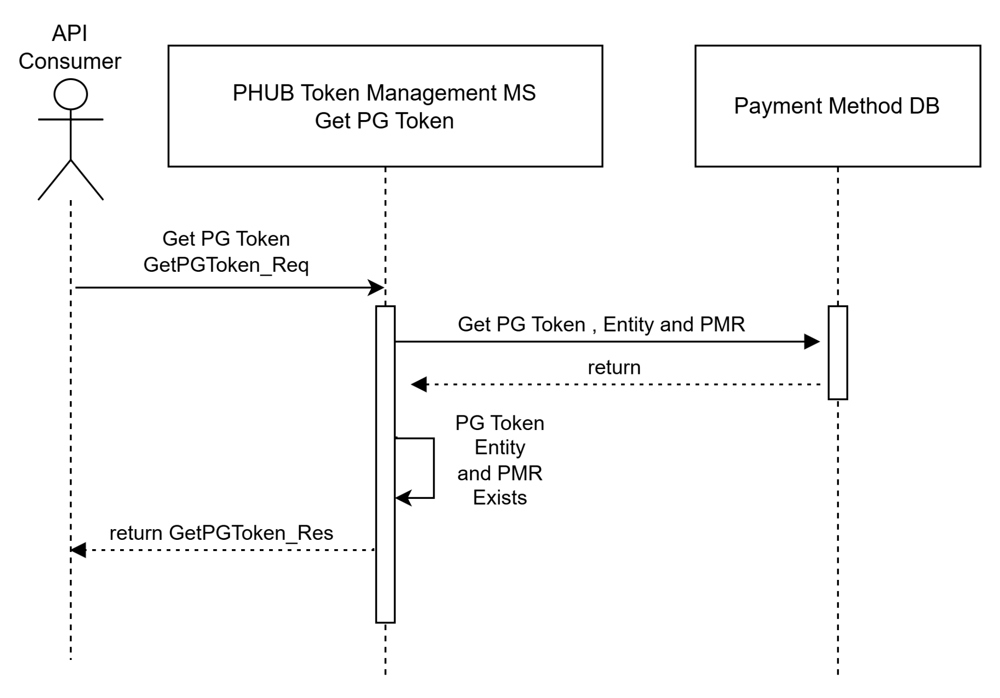 API
Consumer
PHUB Token Management MS
Get PG Token
Payment Method DB
Get PG Token
GetPGToken_Req
Get PG Token , Entity and PMR
return
PG Token
Entity
and PMR
Exists
return GetPGToken_Res